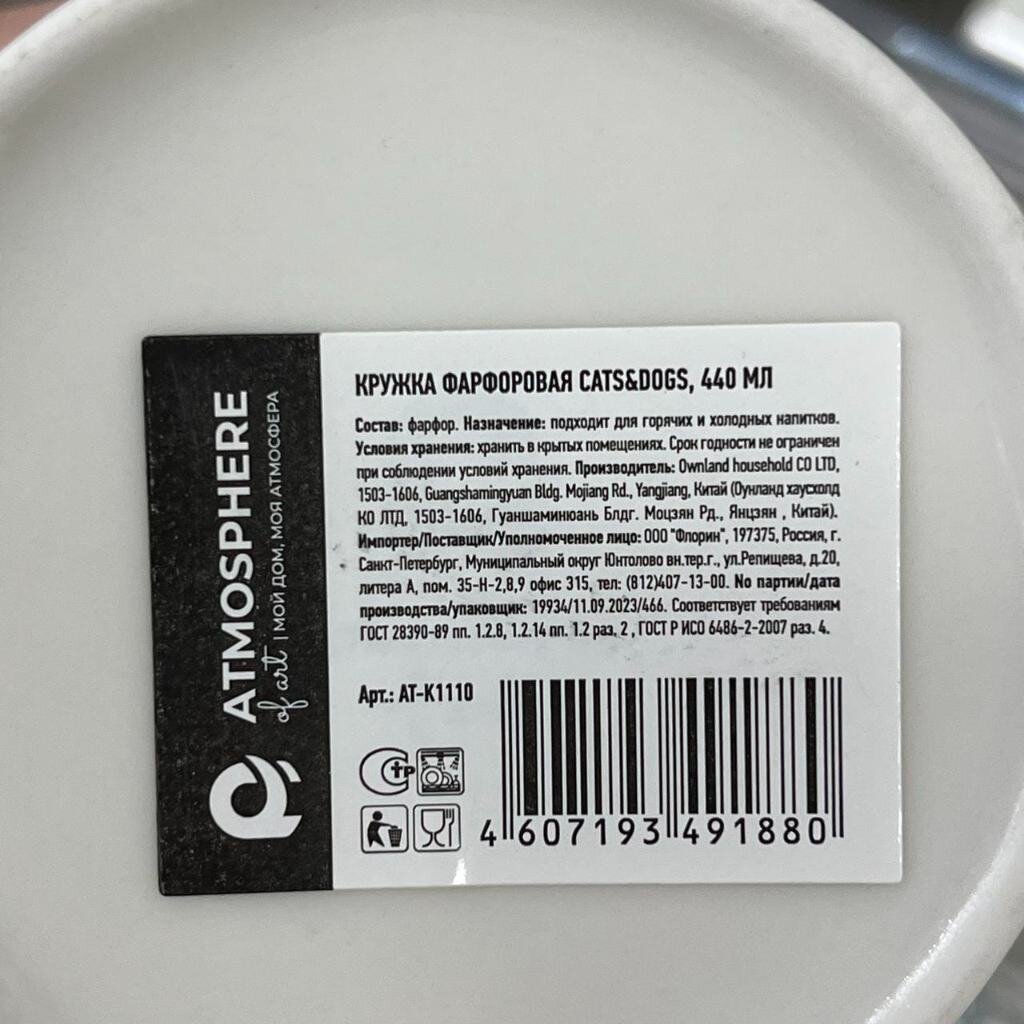 ATMOSPHERE
of art | МОЙ ДОМ, МОЯ АТМОСФЕРА
КРУЖКА ФАРФОРОВАЯ CATS&DOGS, 440 МЛ
Состав: фарфор. Назначение: подходит для горячих и холодных напитков.
Условия хранения: хранить в крытых помещениях. Срок годности не ограничен
при соблюдении условий хранения. Производитель: Ownland household CO LTD,
1503-1606, Guangshamingyuan Bldg. Mojiang Rd., Yangjiang, Китай (Оунланд хаусхолд
КО ЛТД, 1503-1606, Гуаншаминюань Блдг. Моцзян Рд., Янцзян , Китай).
Импортер/Поставщик/Уполномоченное лицо: ООО "Флорин", 197375, Россия, г.
Санкт-Петербург, Муниципальный округ Юнтолово вн.тер.г., ул.Репищева, д.20,
литера А, пом. 35-Н-2,8,9 офис 315, тел: (812)407-13-00. No партии/дата
производства/упаковщик: 19934/11.09.2023/466. Соответствует требованиям
ГОСТ 28390-89 пп. 1.2.8, 1.2.14 пп. 1.2 раз. 2 , ГОСТ Р ИСО 6486-2-2007 раз. 4.
Арт.: AT-K1110
4 607193 491880